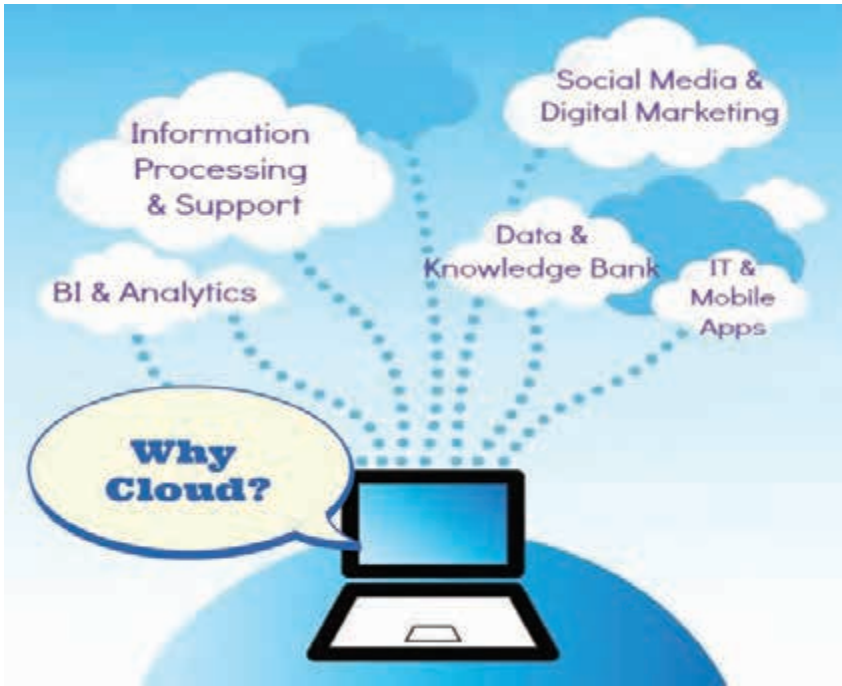 Information
Processing
& Support
Social Media &
Digital Marketing
BI & Analytics
Data &
Knowledge Bank
IT &
Mobile
Apps
Why
Cloud?